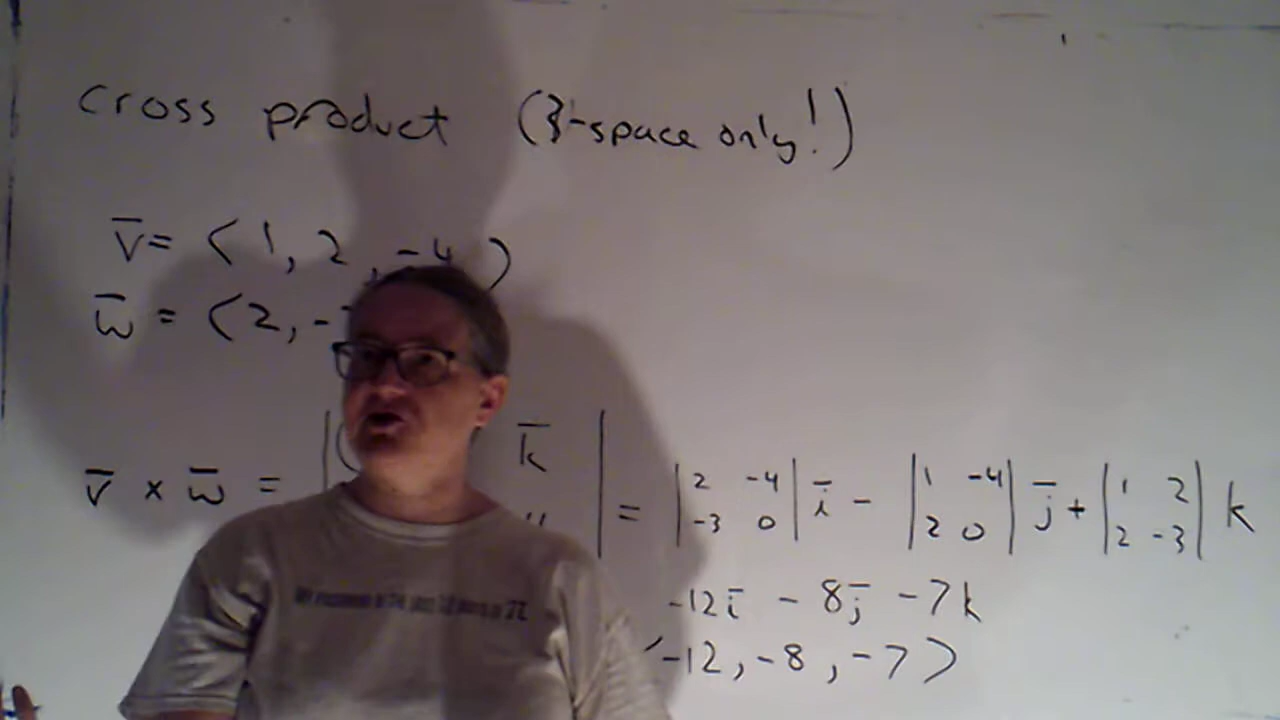 cross product (3-space only!)
v̅ = ⟨1, 2, -4⟩
w̅ = ⟨2, -
v̅ × w̅ = | k̅ | = |2 -4| i̅ - |1 -4| j̅ + |1 2| k
|-3 0| |2 0| |2 -3|
-12i̅ - 8j̅ - 7k
⟨-12, -8, -7⟩